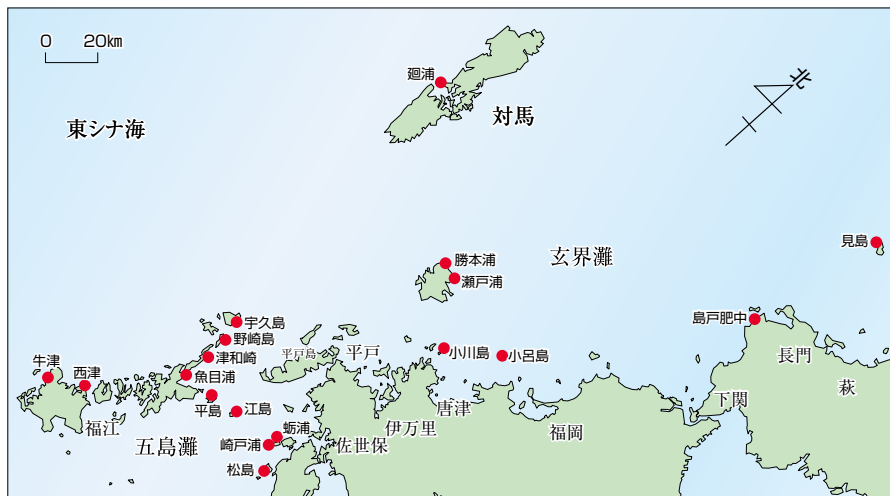 0 20km
北
廻浦
対馬
東シナ海
見島
玄界灘
勝本浦
瀬戸浦
島戸肥中
宇久島
野崎島
平戸島
平戸
小川島
小呂島
津和崎
長門
牛津
西津
魚目浦
萩
下関
平島
江島
唐津
福江
五島灘
蛎浦
伊万里
福岡
崎戸浦
佐世保
松島